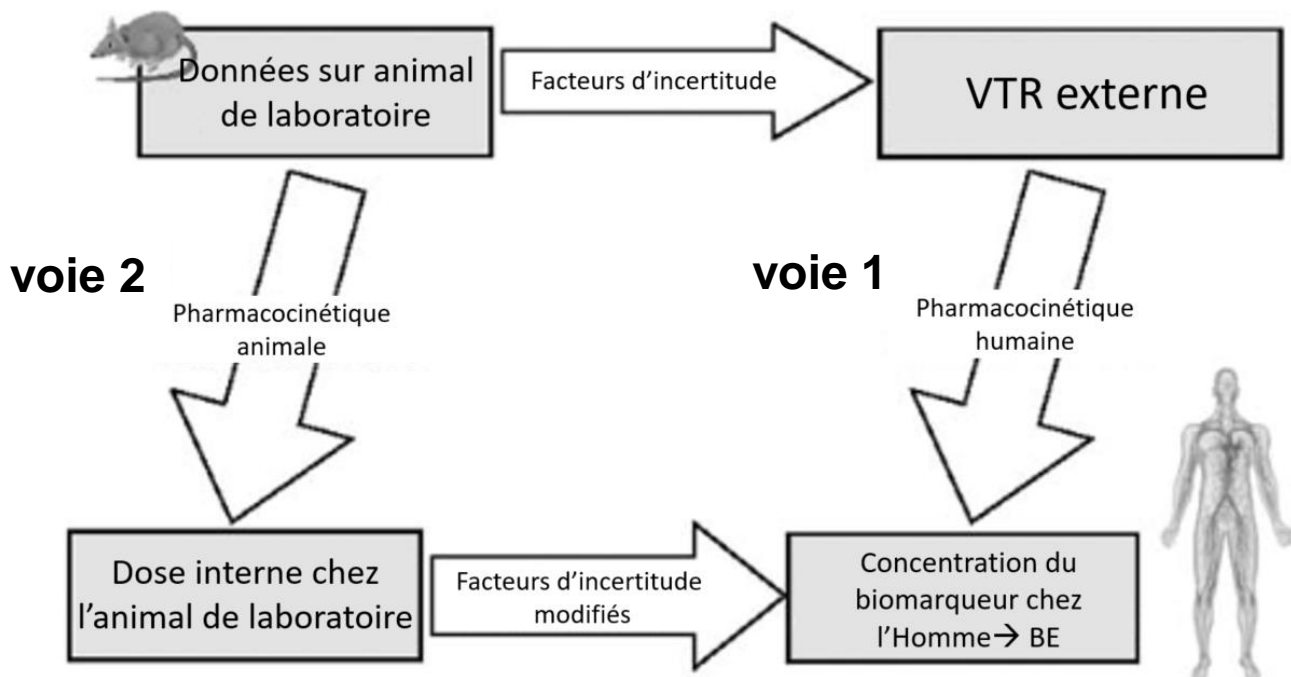 Données sur animal
de laboratoire
Facteurs d'incertitude
VTR externe
voie 2
voie 1
Pharmacocinétique
animale
Pharmacocinétique
humaine
Dose interne chez
l'animal de laboratoire
Facteurs d'incertitude
modifiés
Concentration du
biomarqueur chez
l'Homme→ BE